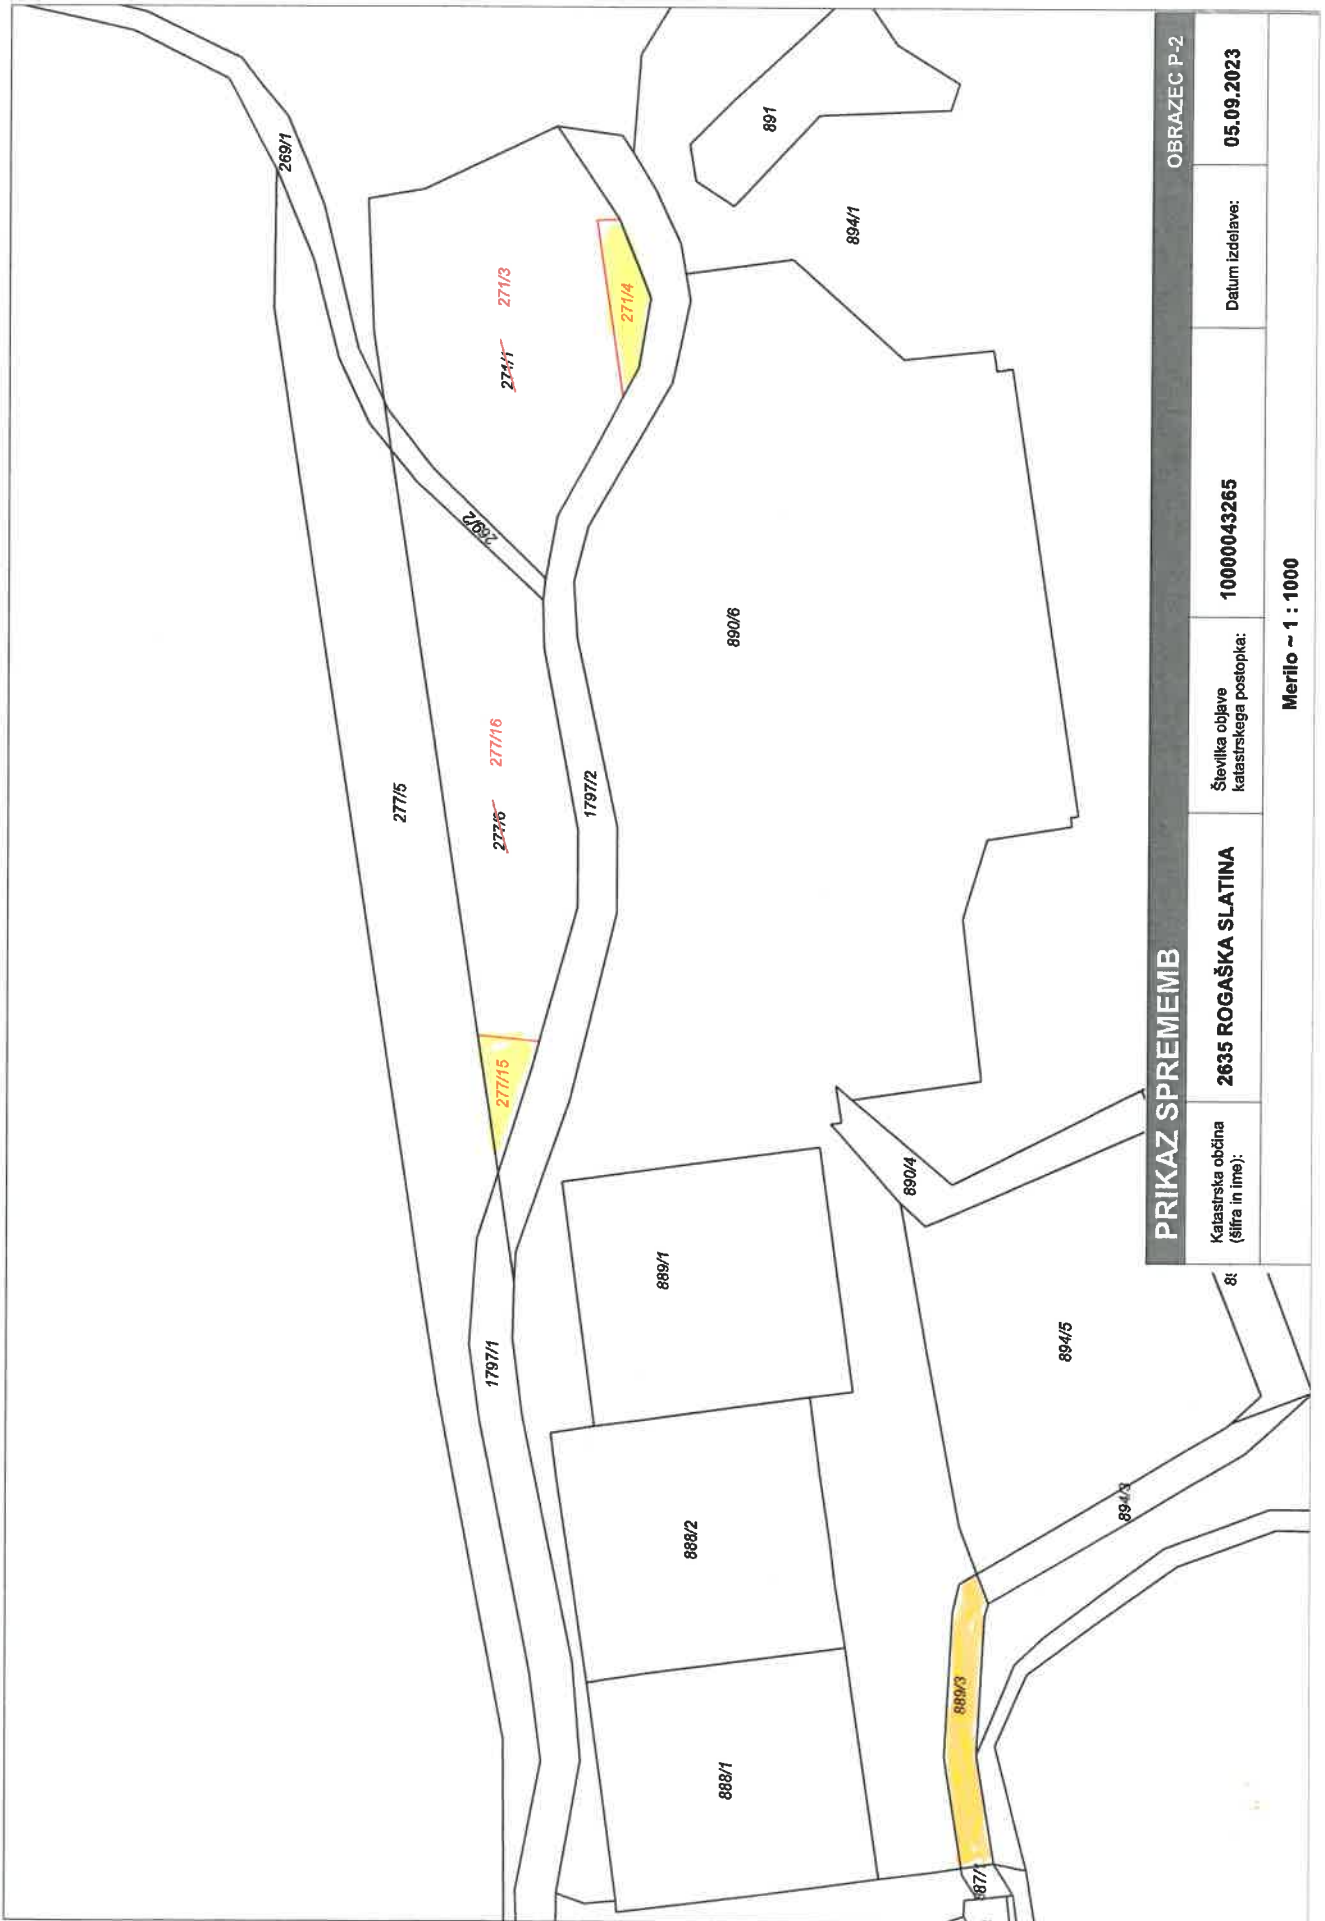 269/1
277/5
269/2
271/1 271/3
271/4
277/6 277/16
277/15
1797/2
1797/1
891
894/1
890/6
890/4
889/1
888/2
888/1
894/5
894/3
889/3
PRIKAZ SPREMEMB
OBRAZEC P-2
Katastrska občina
(šifra in ime):
2635 ROGAŠKA SLATINA
Številka objave
katastrskega postopka:
1000043265
Datum izdelave:
05.09.2023
Merilo ~ 1 : 1000